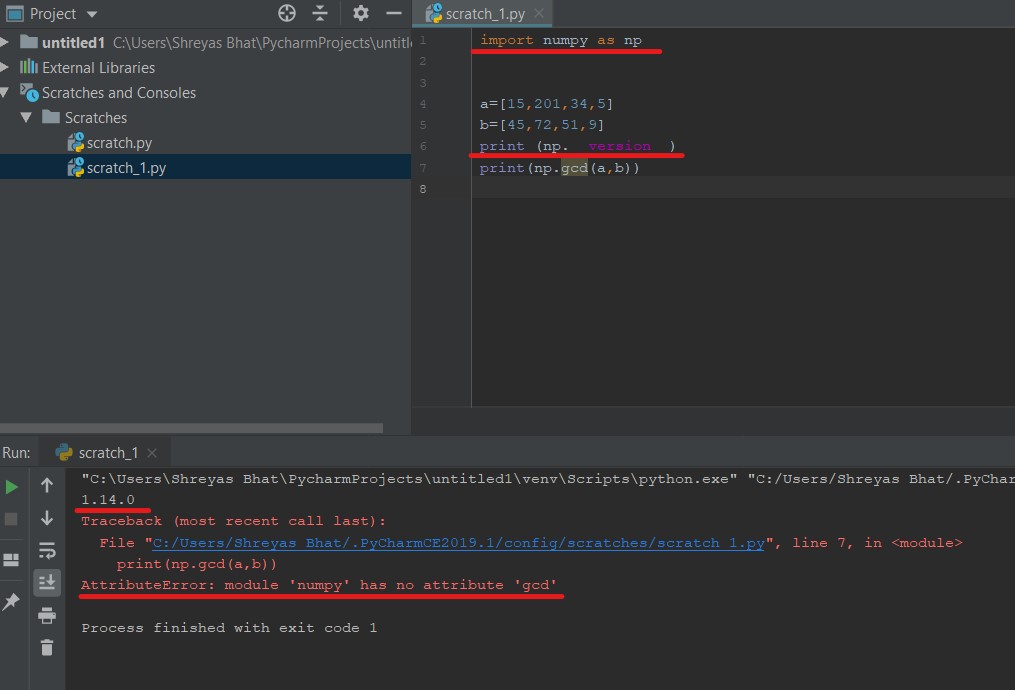 Project
scratch_1.py
untitled1 C:\Users\Shreyas Bhat\PycharmProjects\untitl
External Libraries
Scratches and Consoles
Scratches
scratch.py
scratch_1.py
1 import numpy as np
2
3
4 a=[15,201,34,5]
5 b=[45,72,51,9]
6 print (np.__version__)
7 print(np.gcd(a,b))
8
Run: scratch_1
"C:\Users\Shreyas Bhat\PycharmProjects\untitled1\venv\Scripts\python.exe" "C:/Users/Shreyas Bhat/.PyChar
1.14.0
Traceback (most recent call last):
File "C:/Users/Shreyas Bhat/.PyCharmCE2019.1/config/scratches/scratch_1.py", line 7, in <module>
print(np.gcd(a,b))
AttributeError: module 'numpy' has no attribute 'gcd'
Process finished with exit code 1